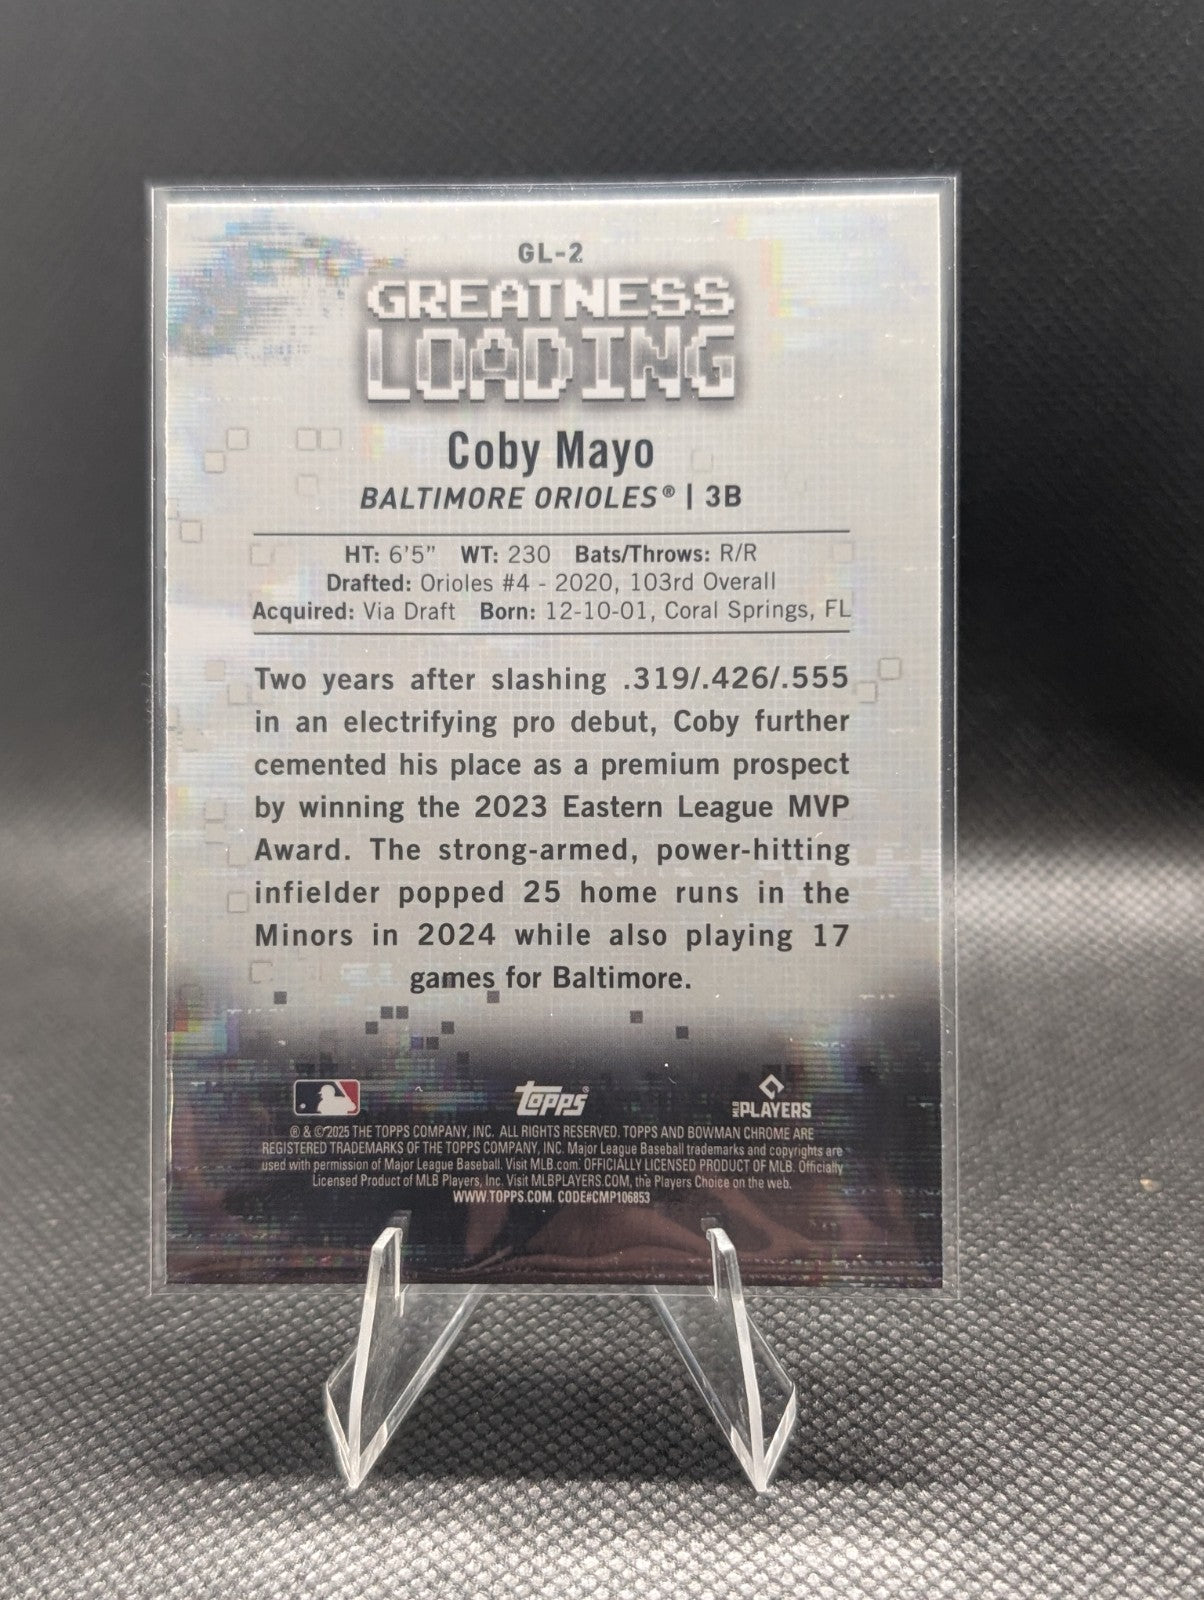 GL-2
GREATNESS
LOADING
Coby Mayo
BALTIMORE ORIOLES® | 3B
HT: 6'5" WT: 230 Bats/Throws: R/R
Drafted: Orioles #4 - 2020, 103rd Overall
Acquired: Via Draft Born: 12-10-01, Coral Springs, FL
Two years after slashing .319/.426/.555
in an electrifying pro debut, Coby further
cemented his place as a premium prospect
by winning the 2023 Eastern League MVP
Award. The strong-armed, power-hitting
infielder popped 25 home runs in the
Minors in 2024 while also playing 17
games for Baltimore.
Topps®
MLB PLAYERS
® & © 2025 THE TOPPS COMPANY, INC. ALL RIGHTS RESERVED. TOPPS AND BOWMAN CHROME ARE
REGISTERED TRADEMARKS OF THE TOPPS COMPANY, INC. Major League Baseball trademarks and copyrights are
used with permission of Major League Baseball. Visit MLB.com. OFFICIALLY LICENSED PRODUCT OF MLB. Officially
Licensed Product of MLB Players, Inc. Visit MLBPLAYERS.COM, the Players Choice on the web.
WWW.TOPPS.COM. CODE#CMP106853